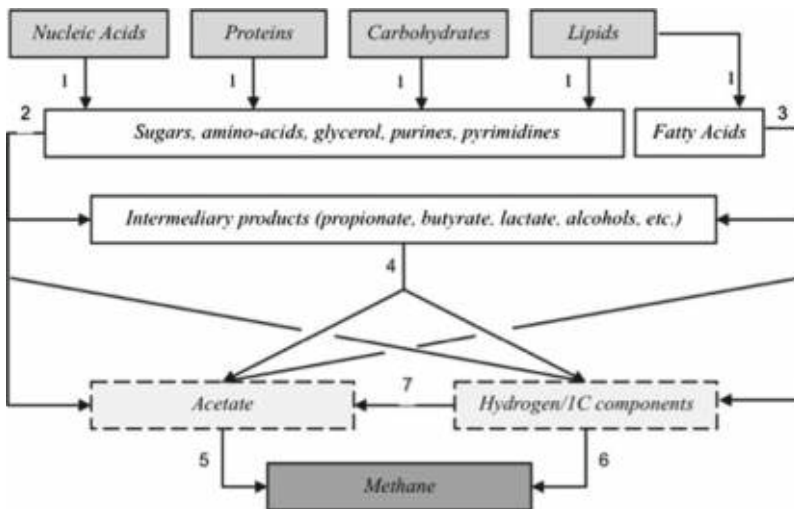 Nucleic Acids
Proteins
Carbohydrates
Lipids
1
1
1
1
1
2
Sugars, amino-acids, glycerol, purines, pyrimidines
Fatty Acids
3
Intermediary products (propionate, butyrate, lactate, alcohols, etc.)
4
Acetate
7
Hydrogen/1C components
5
6
Methane